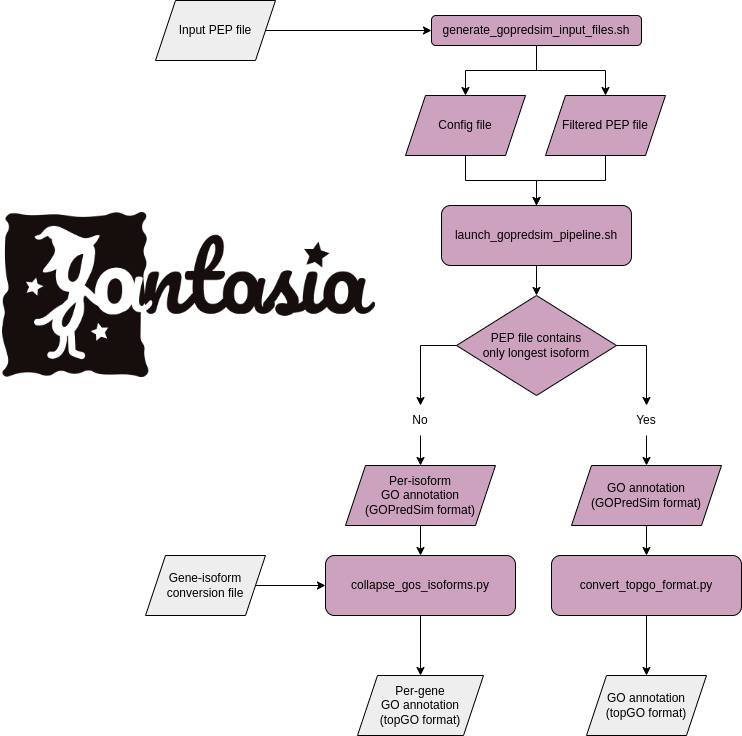 Input PEP file
generate_gopredsim_input_files.sh
Config file
Filtered PEP file
launch_gopredsim_pipeline.sh
fantasia
PEP file contains
only longest isoform
No
Yes
Per-isoform
GO annotation
(GOPredSim format)
GO annotation
(GOPredSim format)
Gene-isoform
conversion file
collapse_gos_isoforms.py
convert_topgo_format.py
Per-gene
GO annotation
(topGO format)
GO annotation
(topGO format)